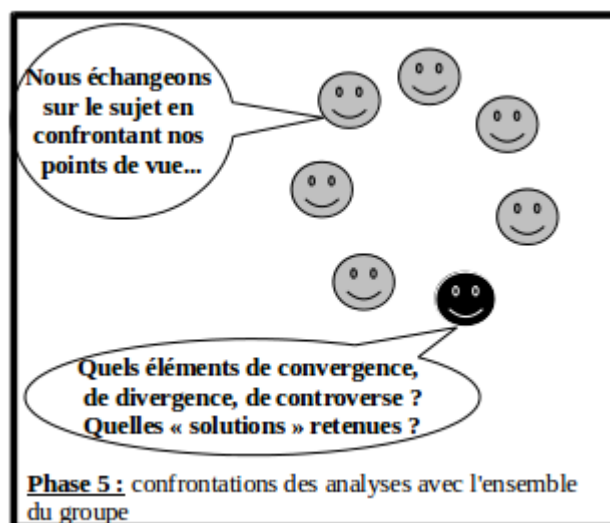 Nous échangeons
sur le sujet en
confrontant nos
points de vue...
Quels éléments de convergence,
de divergence, de controverse ?
Quelles « solutions » retenues ?
Phase 5 : confrontations des analyses avec l'ensemble
du groupe